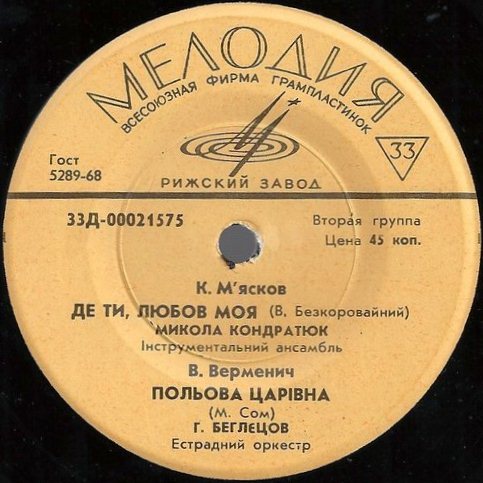 МЕЛОДИЯ
ВСЕСОЮЗНАЯ ФИРМА ГРАМПЛАСТИНОК
33
Гост
5289-68
РИЖСКИЙ ЗАВОД
33Д-00021575
Вторая группа
Цена 45 коп.
К. М'ясков
ДЕ ТИ, ЛЮБОВ МОЯ (В. Безкоровайний)
МИКОЛА КОНДРАТЮК
Інструментальний ансамбль
В. Верменич
ПОЛЬОВА ЦАРІВНА
(М. Сом)
Г. БЕГЛЕЦОВ
Естрадний оркестр